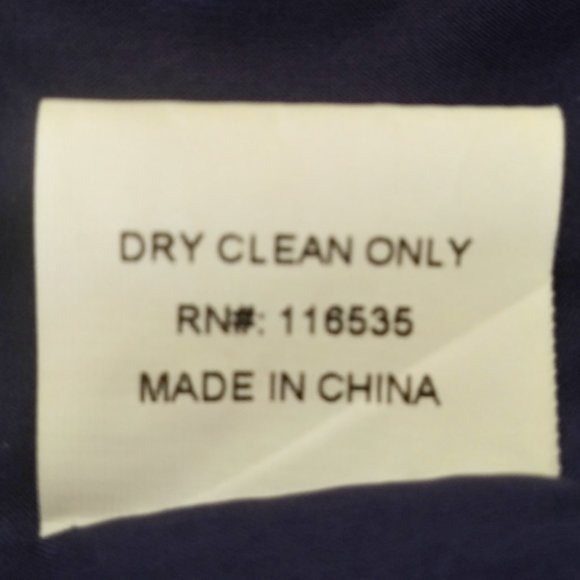 DRY CLEAN ONLY
RN#: 116535
MADE IN CHINA